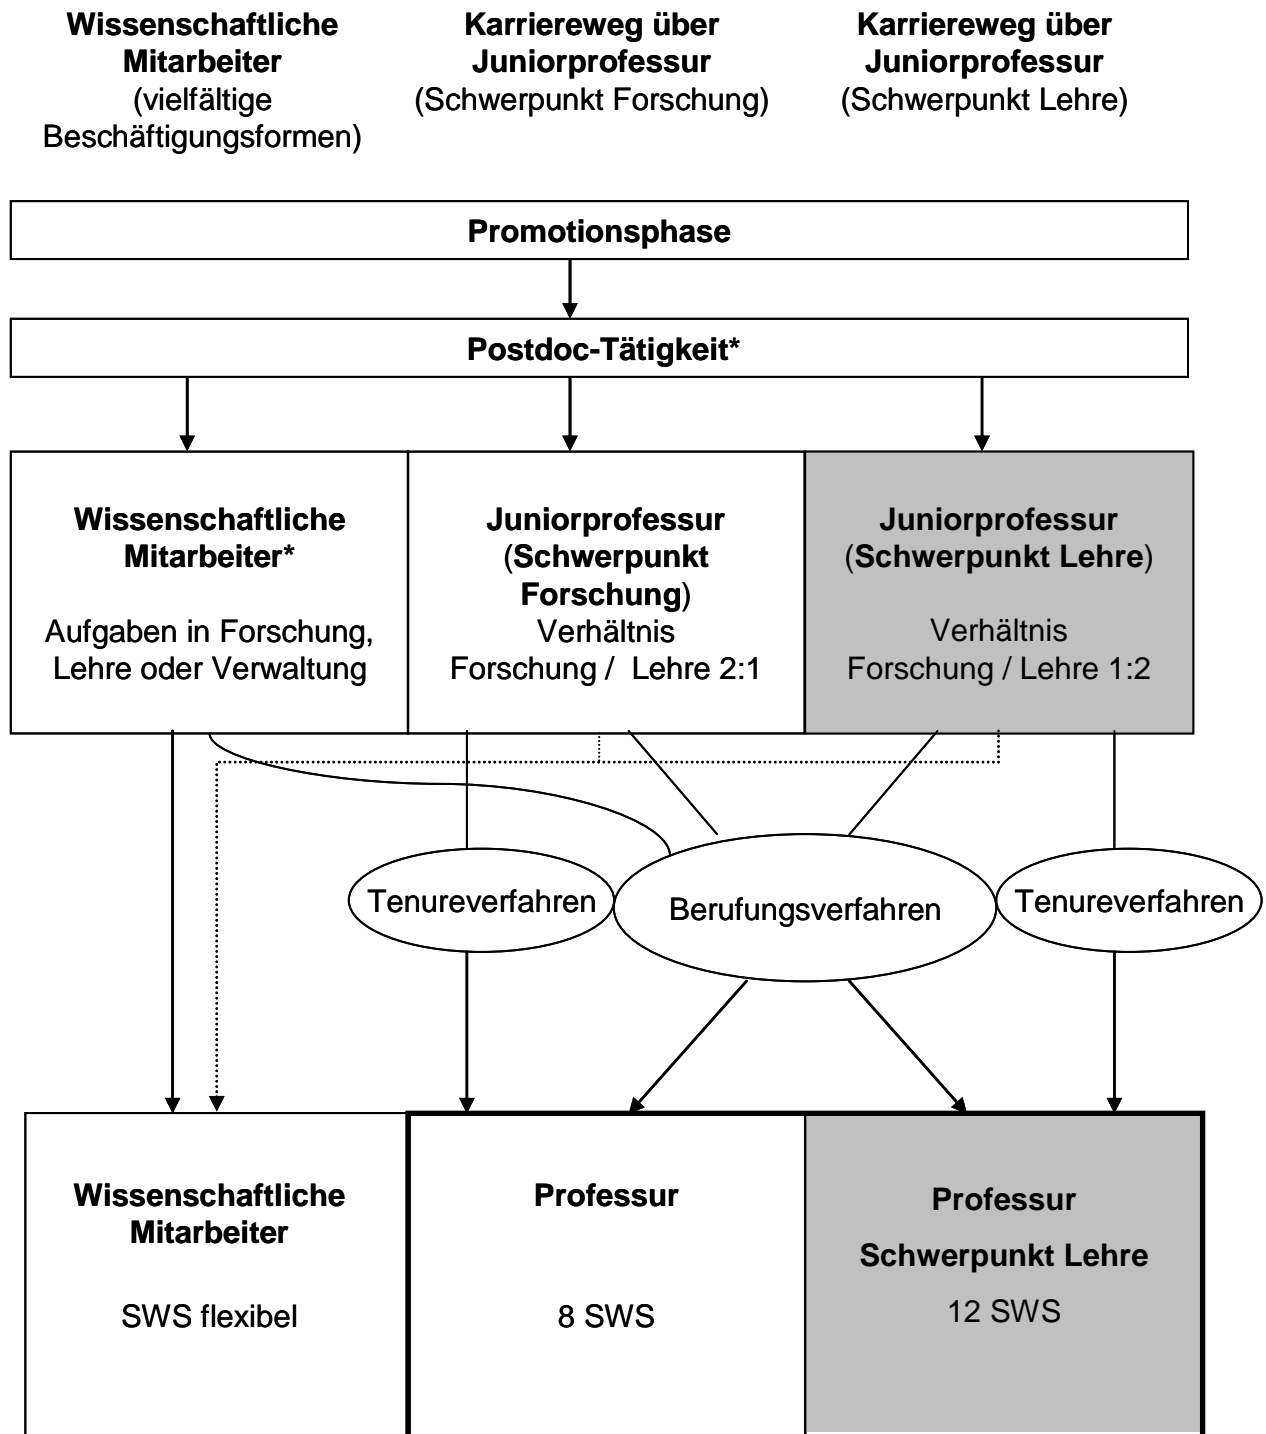 Wissenschaftliche
Mitarbeiter
(vielfältige
Beschäftigungsformen)
Karriereweg über
Juniorprofessur
(Schwerpunkt Forschung)
Karriereweg über
Juniorprofessur
(Schwerpunkt Lehre)
Promotionsphase
Postdoc-Tätigkeit*
Wissenschaftliche
Mitarbeiter*
Aufgaben in Forschung,
Lehre oder Verwaltung
Juniorprofessur
(Schwerpunkt
Forschung)
Verhältnis
Forschung / Lehre 2:1
Juniorprofessur
(Schwerpunkt Lehre)
Verhältnis
Forschung / Lehre 1:2
Tenureverfahren
Berufungsverfahren
Tenureverfahren
Wissenschaftliche
Mitarbeiter
SWS flexibel
Professur
8 SWS
Professur
Schwerpunkt Lehre
12 SWS